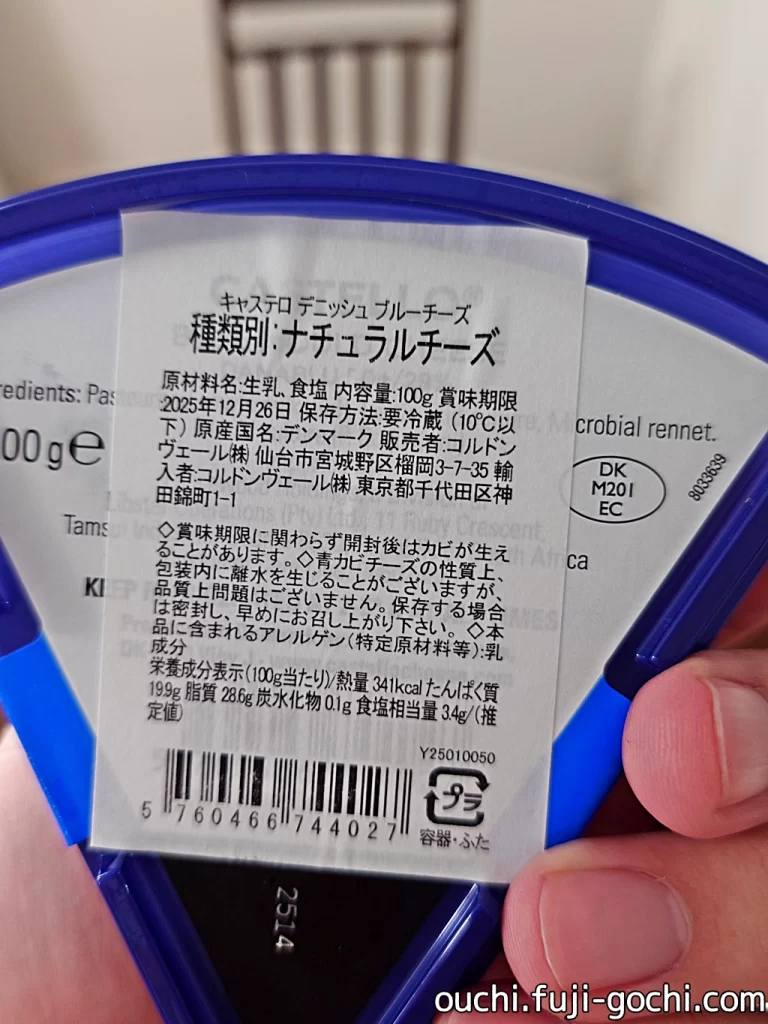 キャステロ デニッシュ ブルーチーズ
種類別:ナチュラルチーズ
原材料名:生乳、食塩 内容量:100g 賞味期限
:2025年12月26日 保存方法:要冷蔵（10℃以
下）原産国名:デンマーク 販売者:コルドン
ヴェール㈱ 仙台市宮城野区榴岡3-7-35 輸
入者:コルドンヴェール㈱ 東京都千代田区神
田錦町1-1
◇賞味期限に関わらず開封後はカビが生え
ることがあります。◇青カビチーズの性質上、
包装内に離水を生じることがございますが、
品質上問題はございません。保存する場合
は密封し、早めにお召し上がり下さい。◇本
品に含まれるアレルゲン(特定原材料等):乳
成分
栄養成分表示(100g当たり)/熱量 341kcal たんぱく質
19.9g 脂質 28.6g 炭水化物 0.1g 食塩相当量 3.4g/(推
定値)
Y25010050
5 760466 744027
プラ
容器・ふた
redients: Pas
crobial rennet.
00g e
DK
M201
EC
8033639
Tams
ca
KEEP
2514
ouchi.fuji-gochi.com